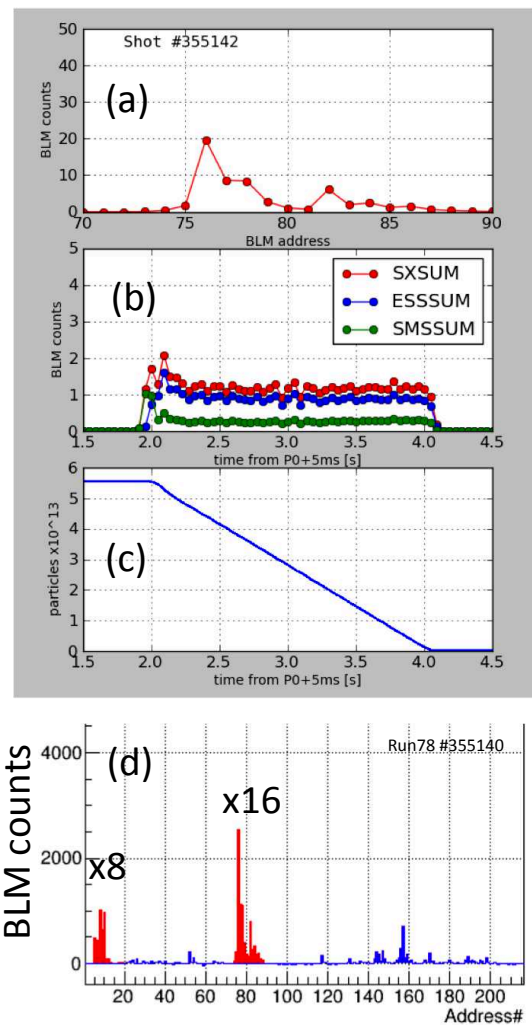 Shot #355142
(a)
50
40
30
20
10
0
BLM counts
70 75 80 85 90
BLM address
(b)
SXSUM
ESSSUM
SMSSUM
5
4
3
2
1
0
BLM counts
1.5 2.0 2.5 3.0 3.5 4.0 4.5
time from P0+5ms [s]
(c)
6
5
4
3
2
1
0
particles x10^13
1.5 2.0 2.5 3.0 3.5 4.0 4.5
time from P0+5ms [s]
(d)
Run78 #355140
x16
x8
4000
2000
0
BLM counts
20 40 60 80 100 120 140 160 180 200
Address#